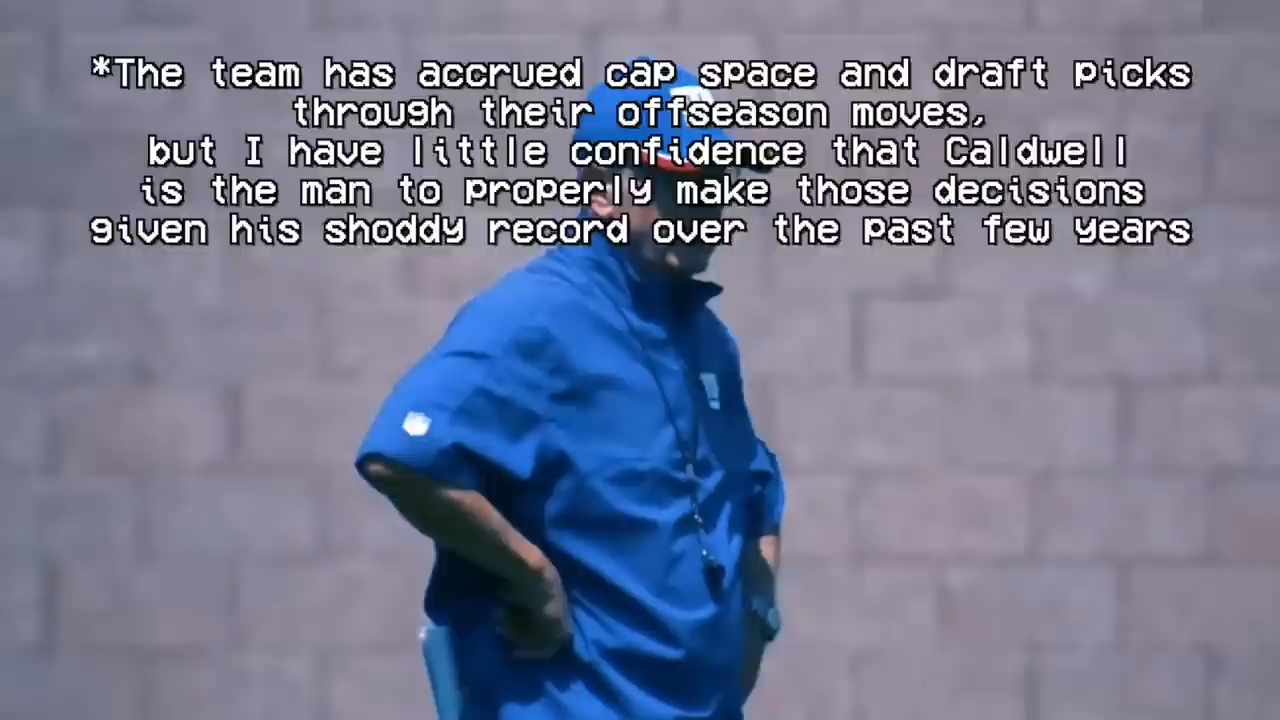 *The team has accrued cap space and draft picks
through their offseason moves,
but I have little confidence that Caldwell
is the man to properly make those decisions
given his shoddy record over the past few years